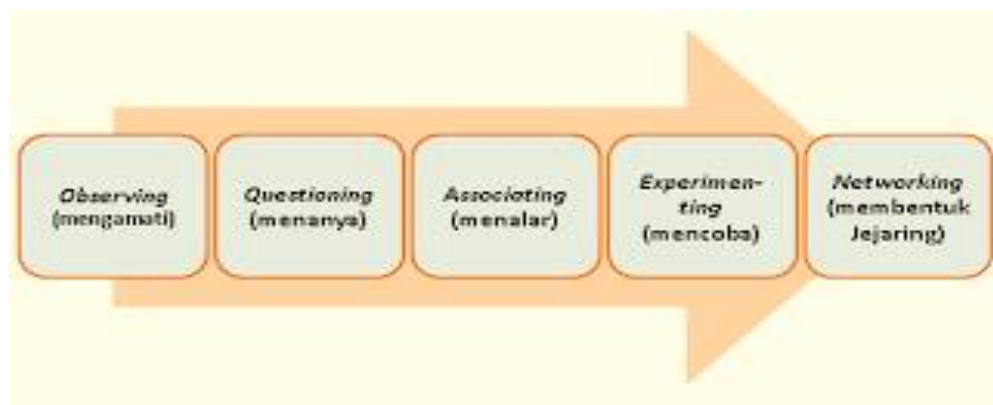 Observing
(mengamati)
Questioning
(menanya)
Associating
(menalar)
Experimen-
ting
(mencoba)
Networking
(membentuk
Jejaring)